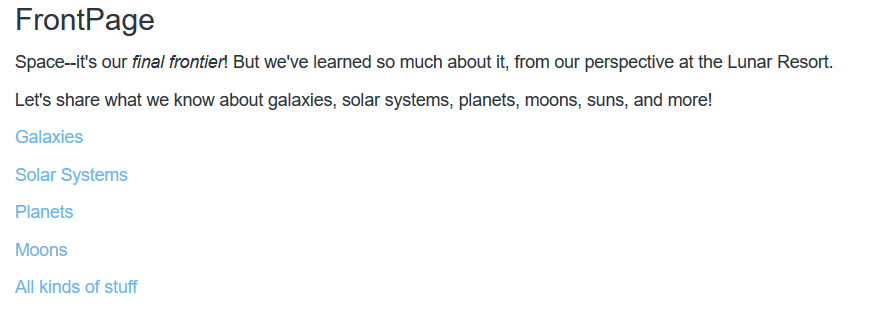 FrontPage
Space--it's our final frontier! But we've learned so much about it, from our perspective at the Lunar Resort.
Let's share what we know about galaxies, solar systems, planets, moons, suns, and more!
Galaxies
Solar Systems
Planets
Moons
All kinds of stuff